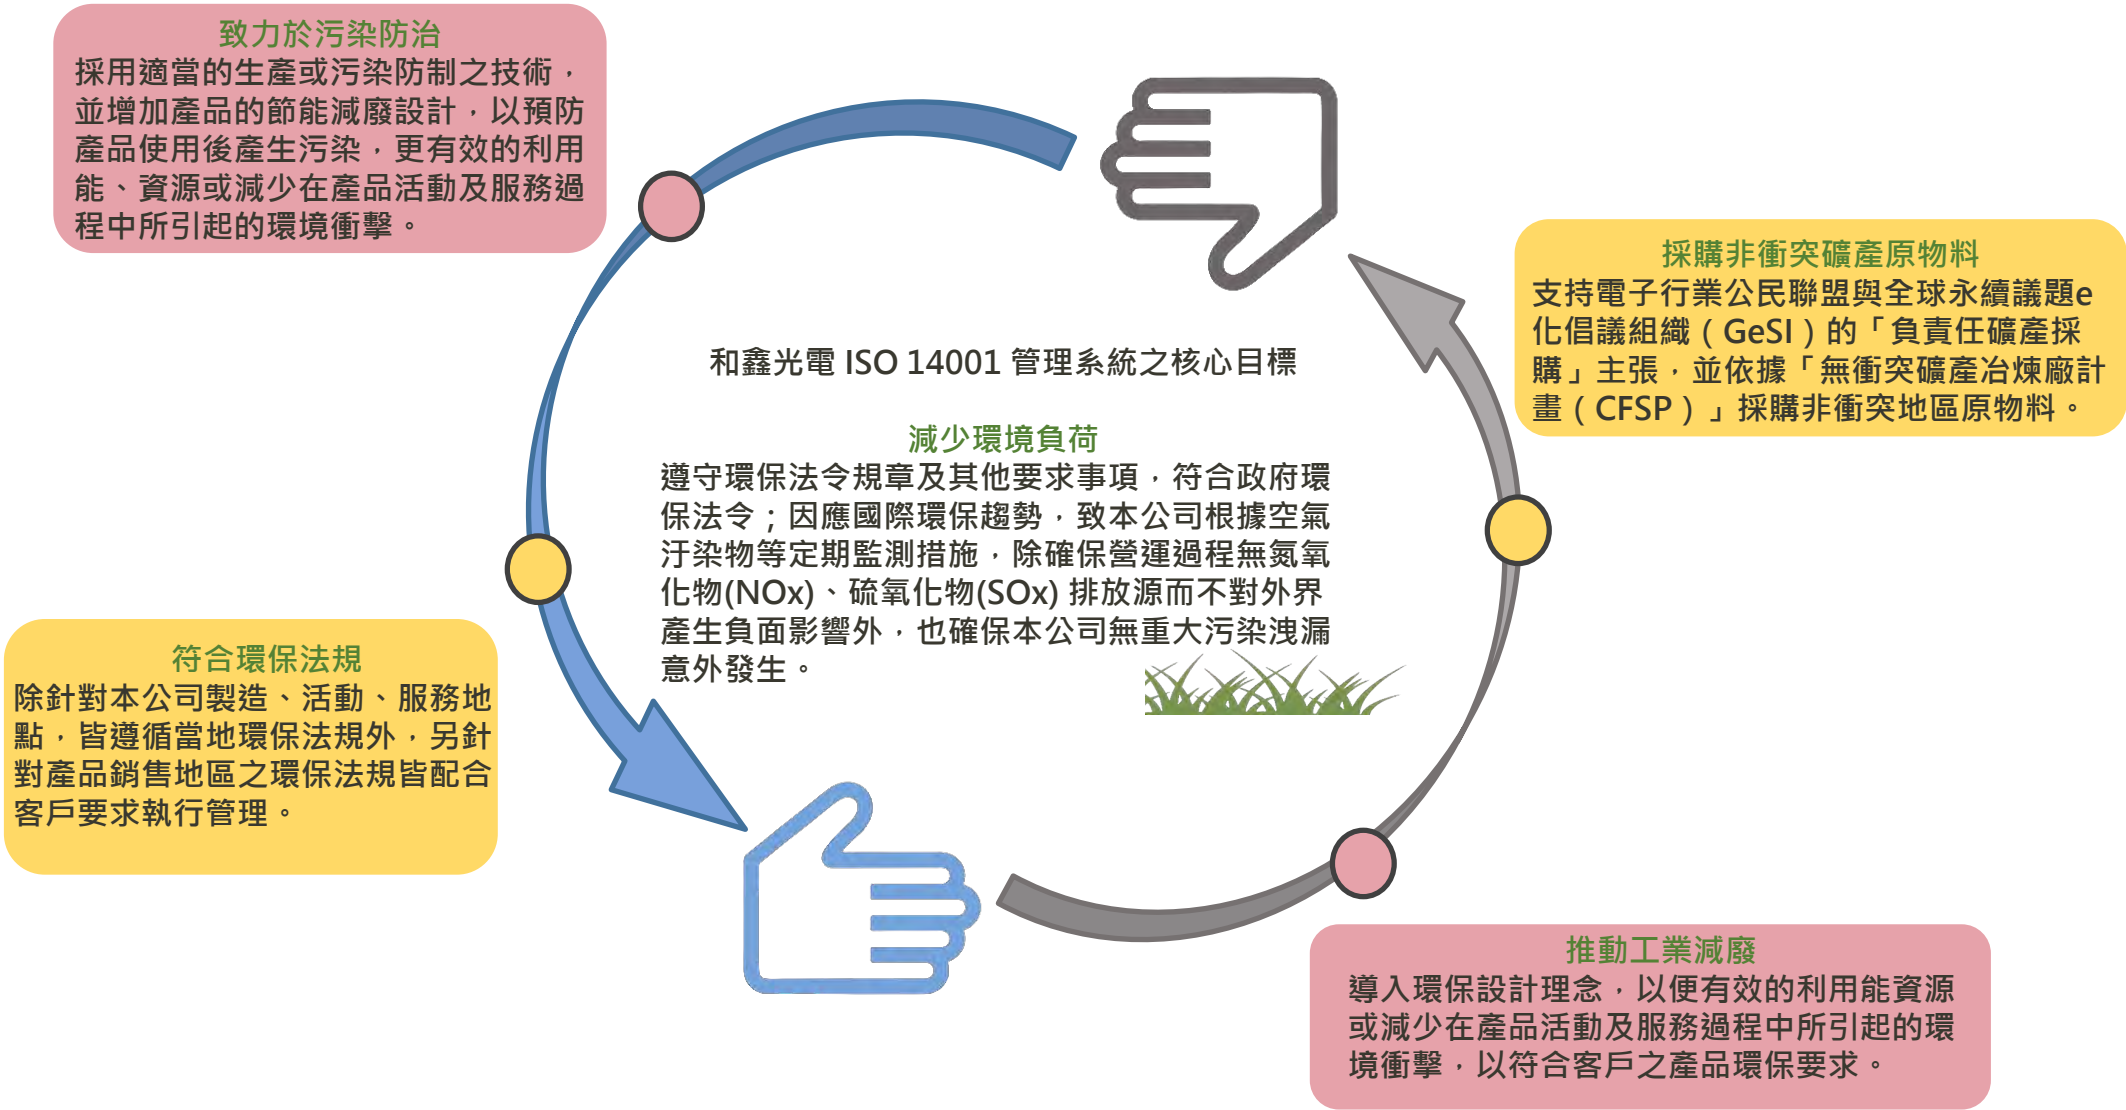 致力於污染防治
採用適當的生產或污染防制之技術，
並增加產品的節能減廢設計，以預防
產品使用後產生污染，更有效的利用
能、資源或減少在產品活動及服務過
程中所引起的環境衝擊。
採購非衝突礦產原物料
支持電子行業公民聯盟與全球永續議題e
化倡議組織（GeSI）的「負責任礦產採
購」主張，並依據「無衝突礦產冶煉廠計
畫（CFSP）」採購非衝突地區原物料。
和鑫光電 ISO 14001 管理系統之核心目標
減少環境負荷
遵守環保法令規章及其他要求事項，符合政府環
保法令；因應國際環保趨勢，致本公司根據空氣
汙染物等定期監測措施，除確保營運過程無氮氧
化物(NOx)、硫氧化物(SOx) 排放源而不對外界
產生負面影響外，也確保本公司無重大污染洩漏
意外發生。
符合環保法規
除針對本公司製造、活動、服務地
點，皆遵循當地環保法規外，另針
對產品銷售地區之環保法規皆配合
客戶要求執行管理。
推動工業減廢
導入環保設計理念，以便有效的利用能資源
或減少在產品活動及服務過程中所引起的環
境衝擊，以符合客戶之產品環保要求。